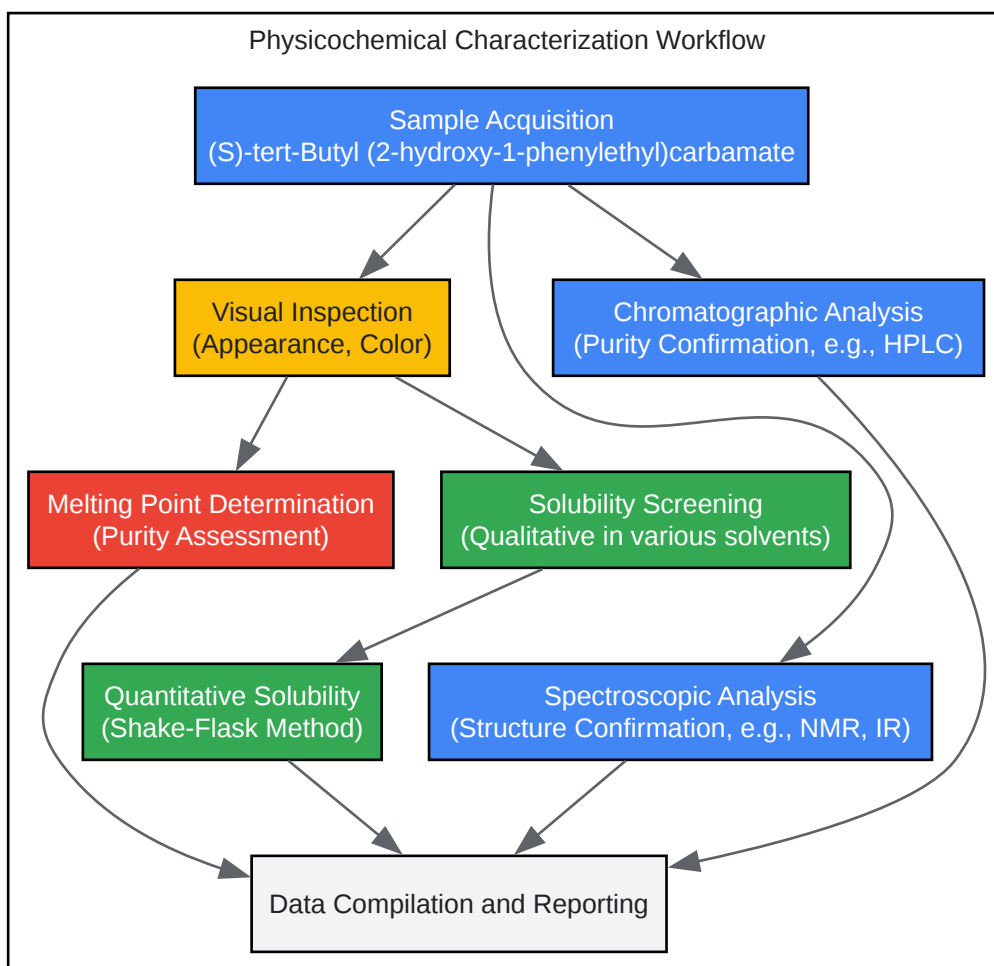 Physicochemical Characterization Workflow
Sample Acquisition
(S)-tert-Butyl (2-hydroxy-1-phenylethyl)carbamate
Visual Inspection
(Appearance, Color)
Chromatographic Analysis
(Purity Confirmation, e.g., HPLC)
Melting Point Determination
(Purity Assessment)
Solubility Screening
(Qualitative in various solvents)
Quantitative Solubility
(Shake-Flask Method)
Spectroscopic Analysis
(Structure Confirmation, e.g., NMR, IR)
Data Compilation and Reporting